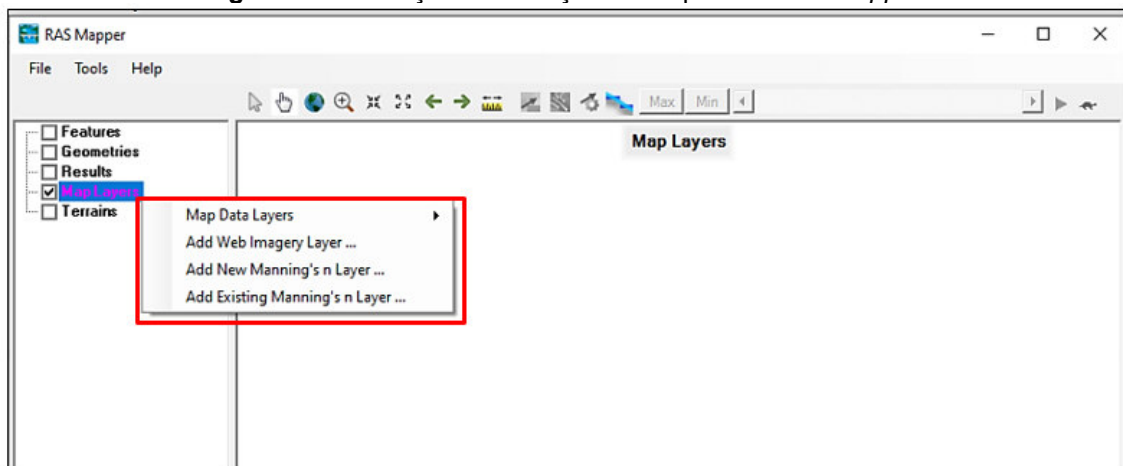 RAS Mapper
File Tools Help
Max Min
Features
Geometries
Results
Map Layers
Terrains
Map Layers
Map Data Layers
Add Web Imagery Layer ...
Add New Manning's n Layer ...
Add Existing Manning's n Layer ...